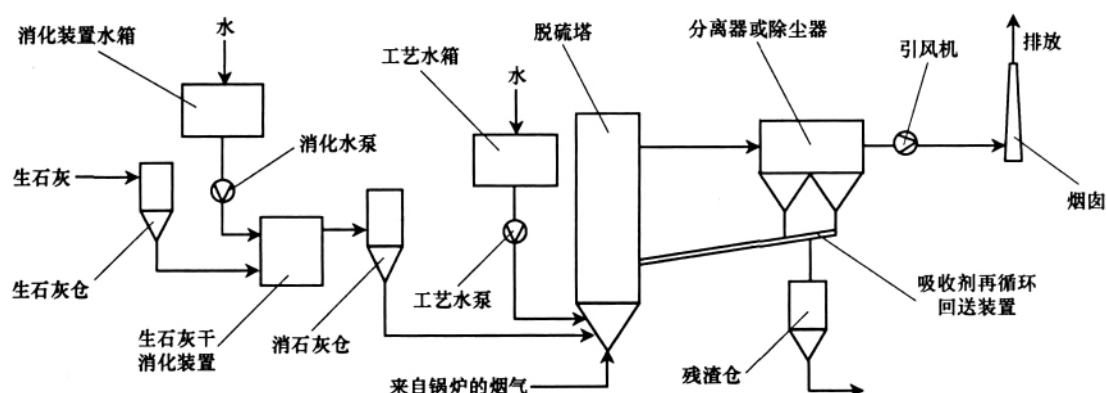 消化装置水箱
水
工艺水箱
水
脱硫塔
分离器或除尘器
引风机
排放
生石灰
消化水泵
烟囱
生石灰仓
生石灰干
消化装置
消石灰仓
工艺水泵
吸收剂再循环
回送装置
残渣仓
来自锅炉的烟气